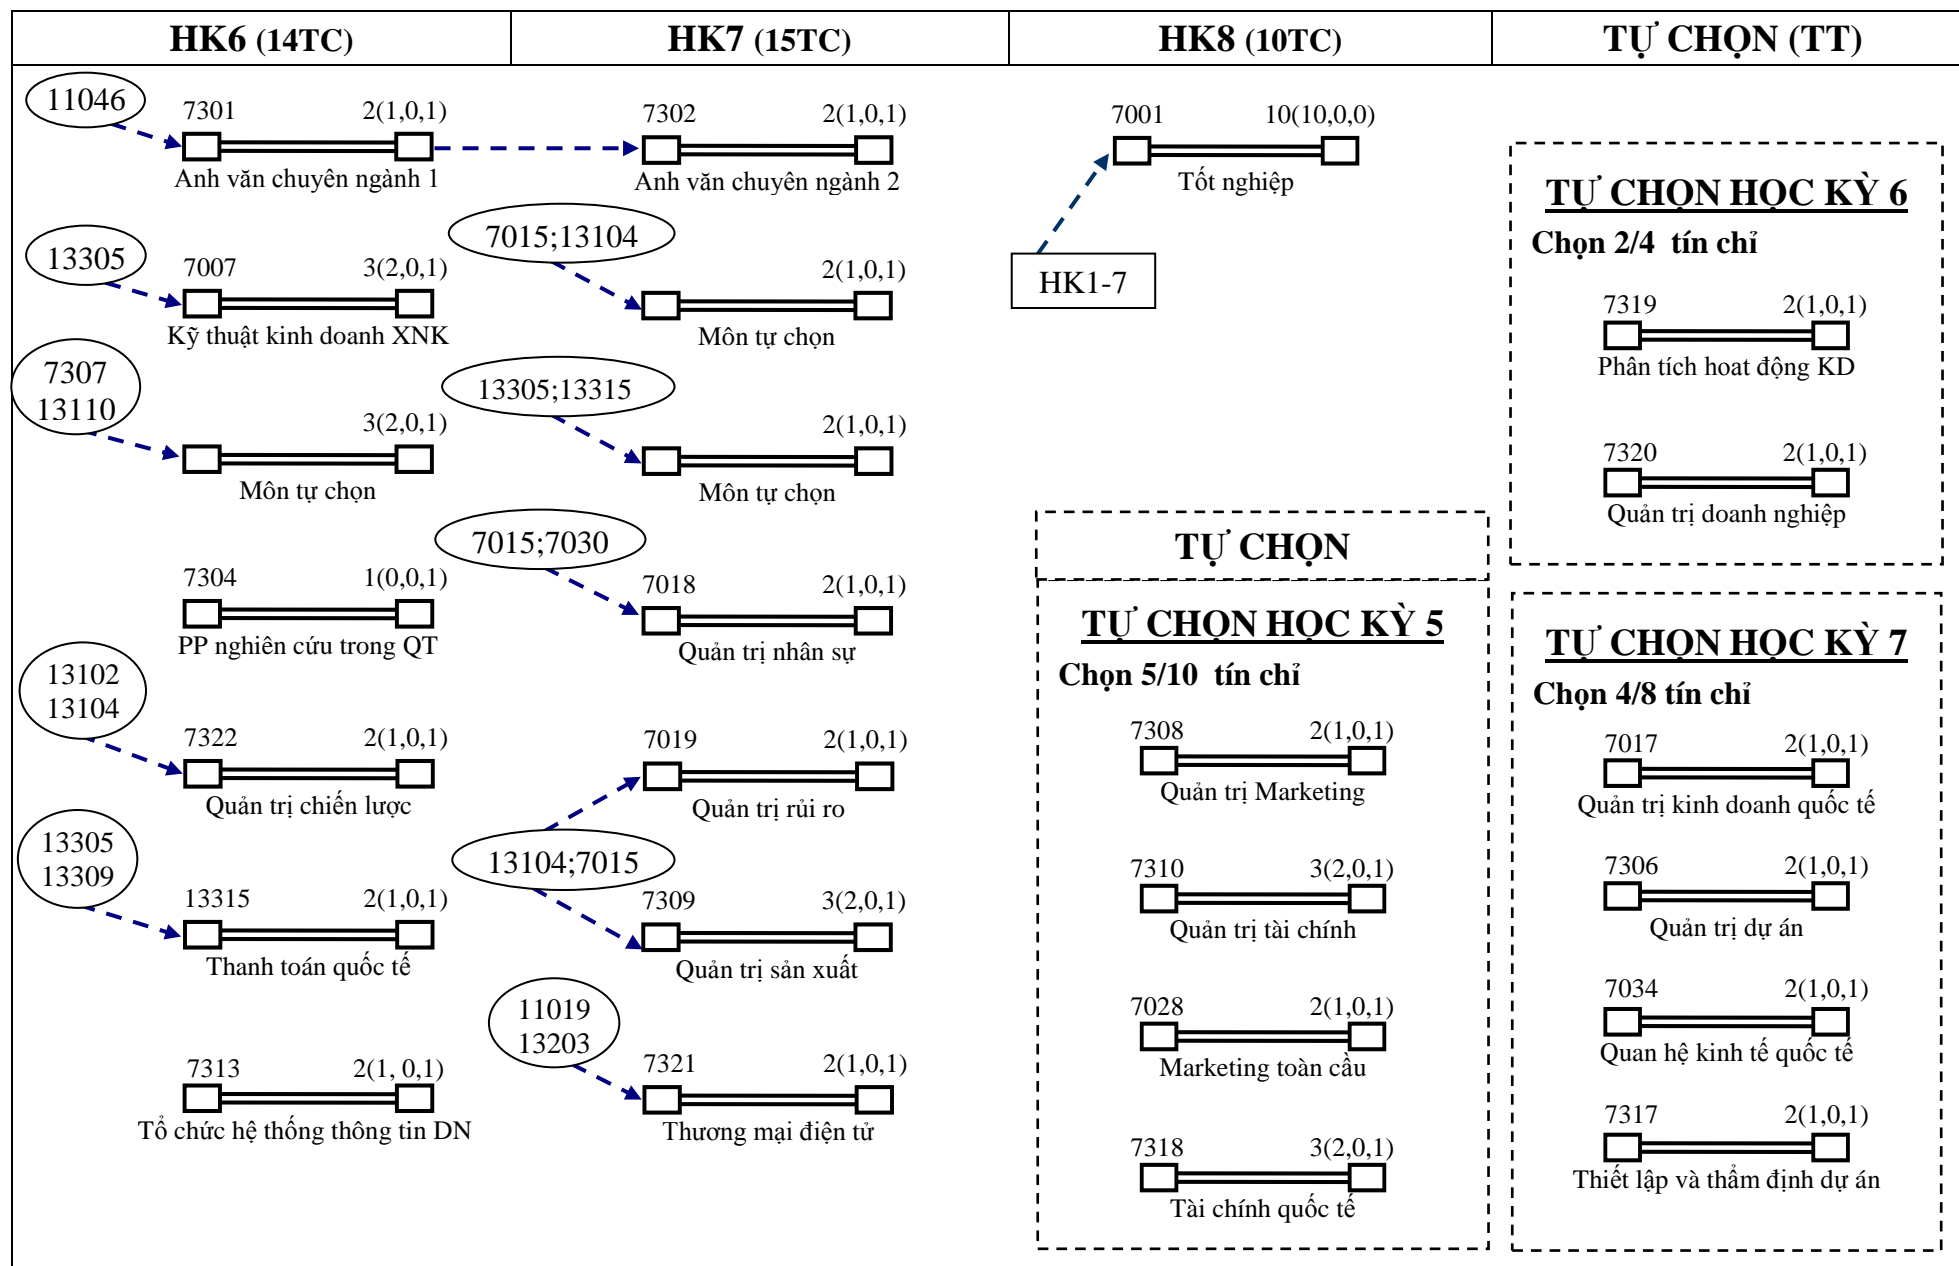 HK6 (14TC)
HK7 (15TC)
HK8 (10TC)
TỰ CHỌN (TT)
11046
7301
2(1,0,1)
Anh văn chuyên ngành 1
13305
7007
3(2,0,1)
Kỹ thuật kinh doanh XNK
7307
13110
3(2,0,1)
Môn tự chọn
7304
1(0,0,1)
PP nghiên cứu trong QT
13102
13104
7322
2(1,0,1)
Quản trị chiến lược
13305
13309
13315
2(1,0,1)
Thanh toán quốc tế
7313
2(1, 0,1)
Tổ chức hệ thống thông tin DN
7302
2(1,0,1)
Anh văn chuyên ngành 2
7015;13104
2(1,0,1)
Môn tự chọn
13305;13315
2(1,0,1)
Môn tự chọn
7015;7030
7018
2(1,0,1)
Quản trị nhân sự
7019
2(1,0,1)
Quản trị rủi ro
13104;7015
7309
3(2,0,1)
Quản trị sản xuất
11019
13203
7321
2(1,0,1)
Thương mại điện tử
7001
10(10,0,0)
Tốt nghiệp
HK1-7
TỰ CHỌN
TỰ CHỌN HỌC KỲ 5
Chọn 5/10 tín chỉ
7308
2(1,0,1)
Quản trị Marketing
7310
3(2,0,1)
Quản trị tài chính
7028
2(1,0,1)
Marketing toàn cầu
7318
3(2,0,1)
Tài chính quốc tế
TỰ CHỌN HỌC KỲ 6
Chọn 2/4 tín chỉ
7319
2(1,0,1)
Phân tích hoat động KD
7320
2(1,0,1)
Quản trị doanh nghiệp
TỰ CHỌN HỌC KỲ 7
Chọn 4/8 tín chỉ
7017
2(1,0,1)
Quản trị kinh doanh quốc tế
7306
2(1,0,1)
Quản trị dự án
7034
2(1,0,1)
Quan hệ kinh tế quốc tế
7317
2(1,0,1)
Thiết lập và thẩm định dự án